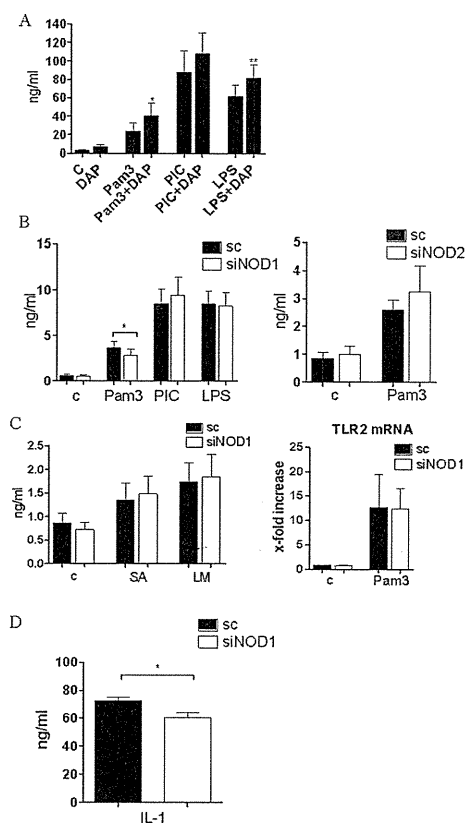 A
ng/ml
120
100
80
60
40
20
0
*
**
C
DAP
Pam3
Pam3+DAP
PIC
PIC+DAP
LPS
LPS+DAP
B
sc
siNOD1
ng/ml
15
10
5
0
*
c Pam3 PIC LPS
sc
siNOD2
ng/ml
5
4
3
2
1
0
c Pam3
C
sc
siNOD1
ng/ml
2.5
2.0
1.5
1.0
0.5
0.0
c SA LM
TLR2 mRNA
sc
siNOD1
x-fold increase
25
20
15
10
5
0
c Pam3
D
sc
siNOD1
ng/ml
100
80
60
40
20
0
*
IL-1